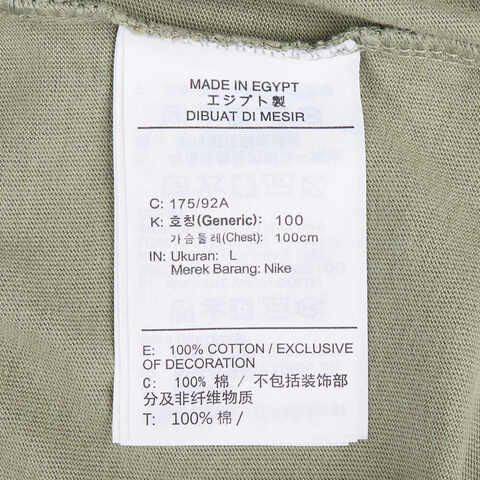 MADE IN EGYPT
エジプト製
DIBUAT DI MESIR
C: 175/92A
K: 호칭(Generic): 100
가슴둘레(Chest): 100cm
IN: Ukuran: L
Merek Barang: Nike
E: 100% COTTON / EXCLUSIVE
OF DECORATION
C: 100% 棉 / 不包括装饰部
分及非纤维物质
T: 100% 棉 /